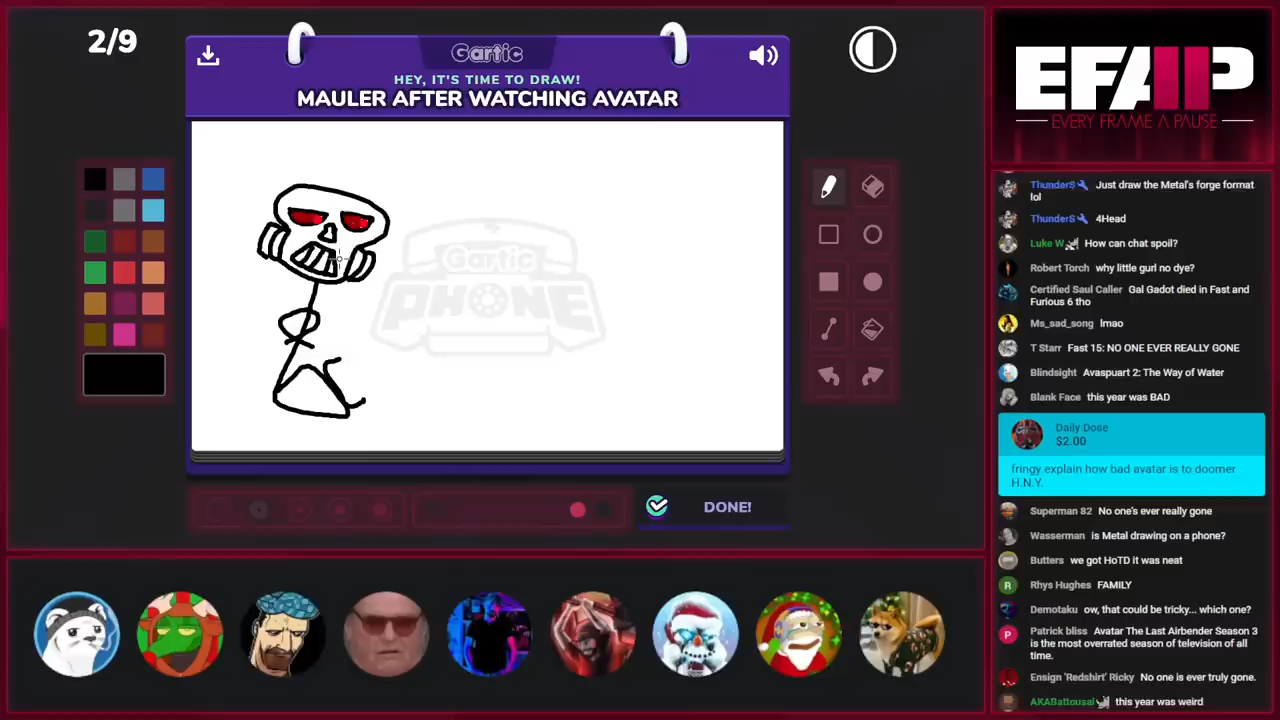 2/9
Gartic
HEY, IT'S TIME TO DRAW!
MAULER AFTER WATCHING AVATAR
Gartic
PHONE
DONE!
EFAP
EVERY FRAME A PAUSE
ThunderS Just draw the Metal's forge format
lol
ThunderS 4Head
Luke W How can chat spoil?
Robert Torch why little gurl no dye?
Certified Saul Caller Gal Gadot died in Fast and
Furious 6 tho
Ms_sad_song lmao
T Starr Fast 15: NO ONE EVER REALLY GONE
Blindsight Avaspuart 2: The Way of Water
Blank Face this year was BAD
Daily Dose
$2.00
fringy explain how bad avatar is to doomer
H.N.Y.
Superman 82 No one's ever really gone
Wasserman is Metal drawing on a phone?
Butters we got HoTD it was neat
R Rhys Hughes FAMILY
Demotaku ow, that could be tricky... which one?
P Patrick bliss Avatar The Last Airbender Season 3
is the most overrated season of television of all
time.
Ensign 'Redshirt' Ricky No one is ever truly gone.
AKABattousai this year was weird